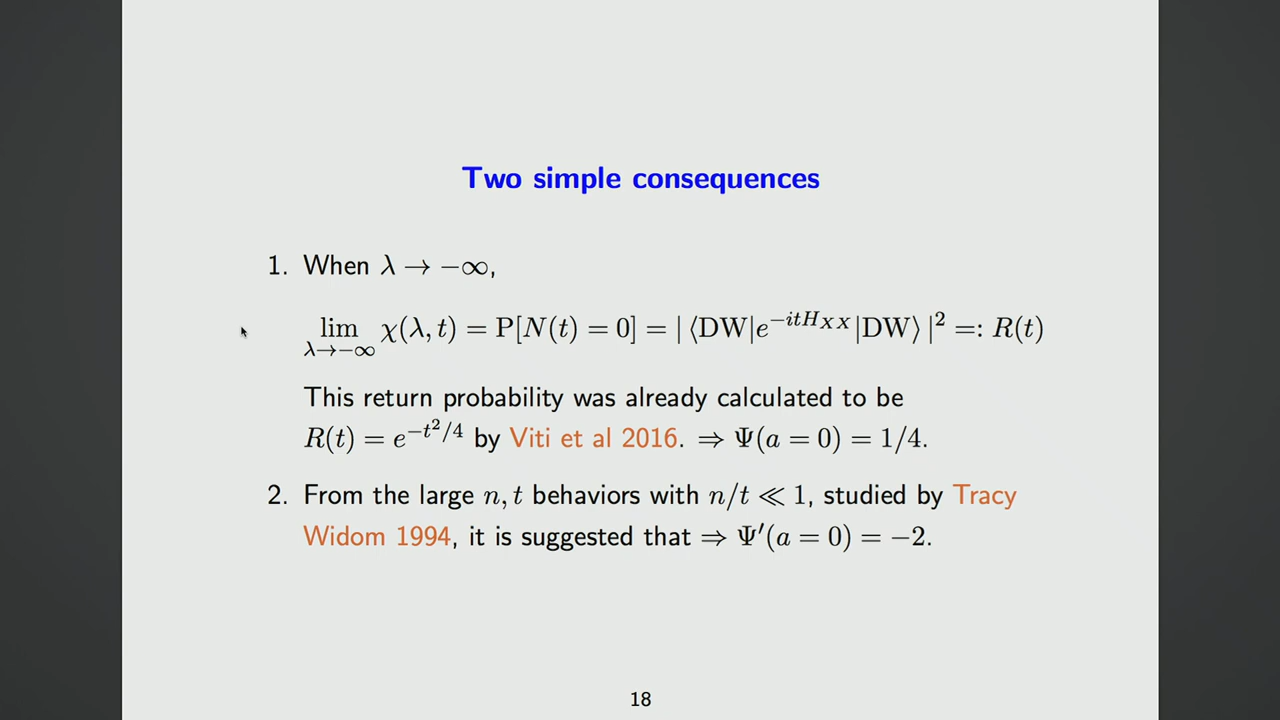 Two simple consequences
1. When λ → −∞,
lim_{λ→−∞} χ(λ, t) = P[N(t) = 0] = | ⟨DW|e^{−itH_{XX}}|DW⟩ |^2 =: R(t)
This return probability was already calculated to be
R(t) = e^{−t^2/4} by Viti et al 2016. ⇒ Ψ(a = 0) = 1/4.
2. From the large n, t behaviors with n/t ≪ 1, studied by Tracy
Widom 1994, it is suggested that ⇒ Ψ′(a = 0) = −2.
18